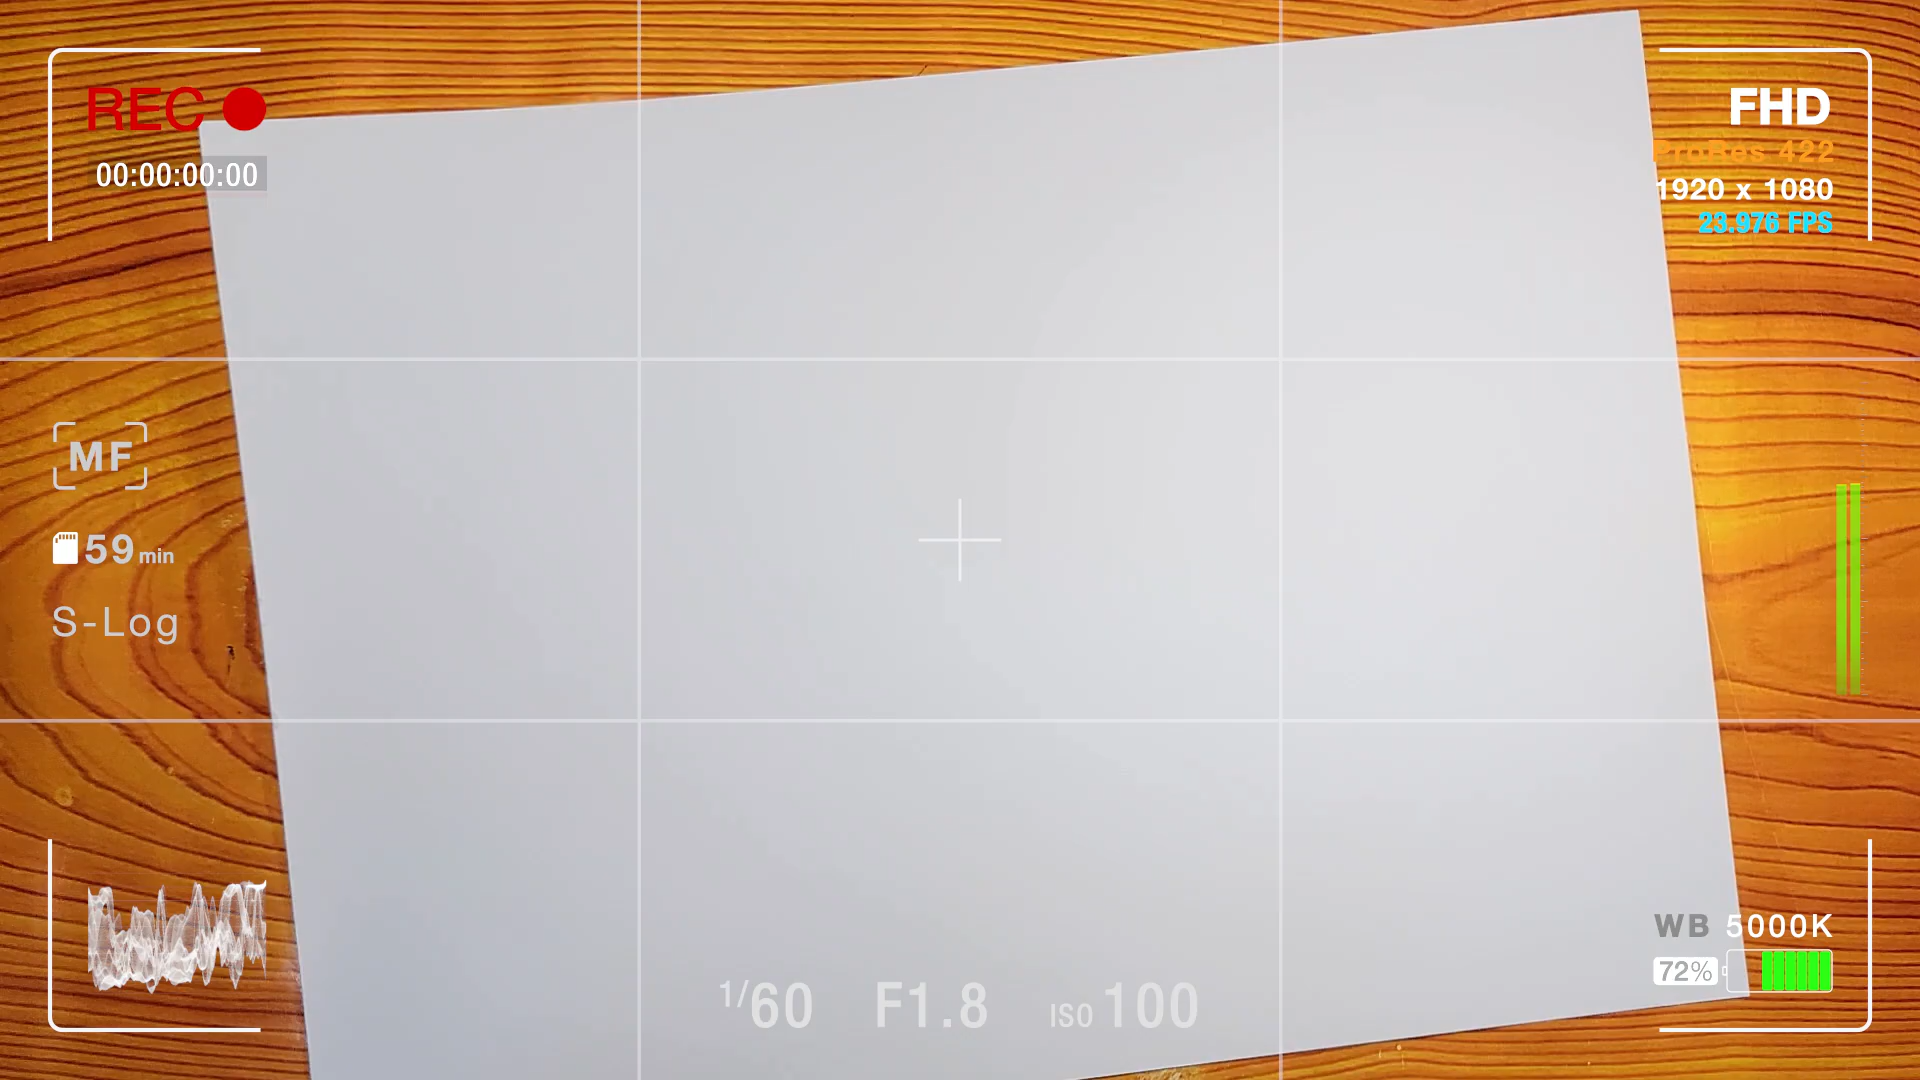 REC
00:00:00:00
FHD
ProRes 422
1920 x 1080
23.976 FPS
MF
59 min
S-Log
WB 5000K
72%
1/60 F1.8 ISO 100